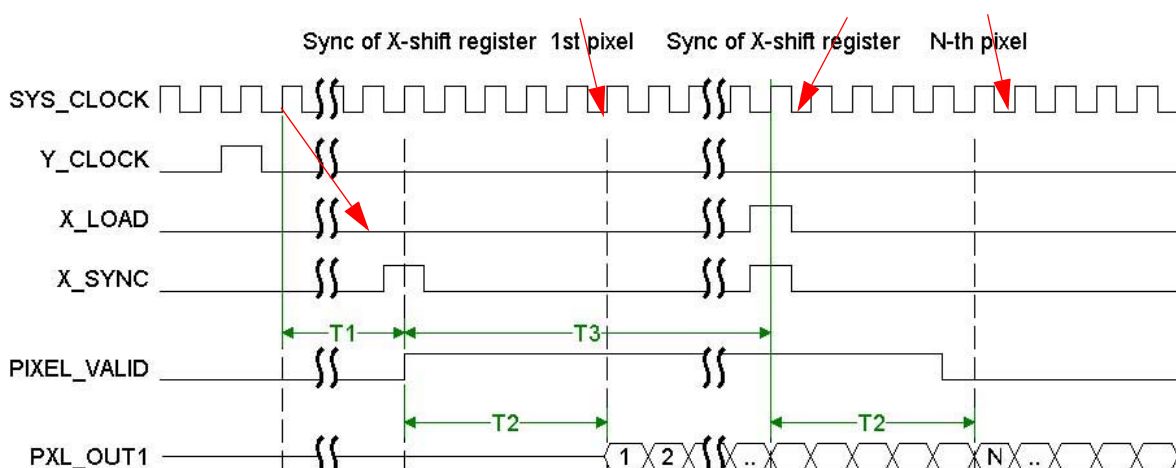 Sync of X-shift register 1st pixel Sync of X-shift register N-th pixel
SYS_CLOCK
Y_CLOCK
X_LOAD
X_SYNC
T1 T3
PIXEL_VALID
T2 T2
PXL_OUT1 1 2 .. N ..